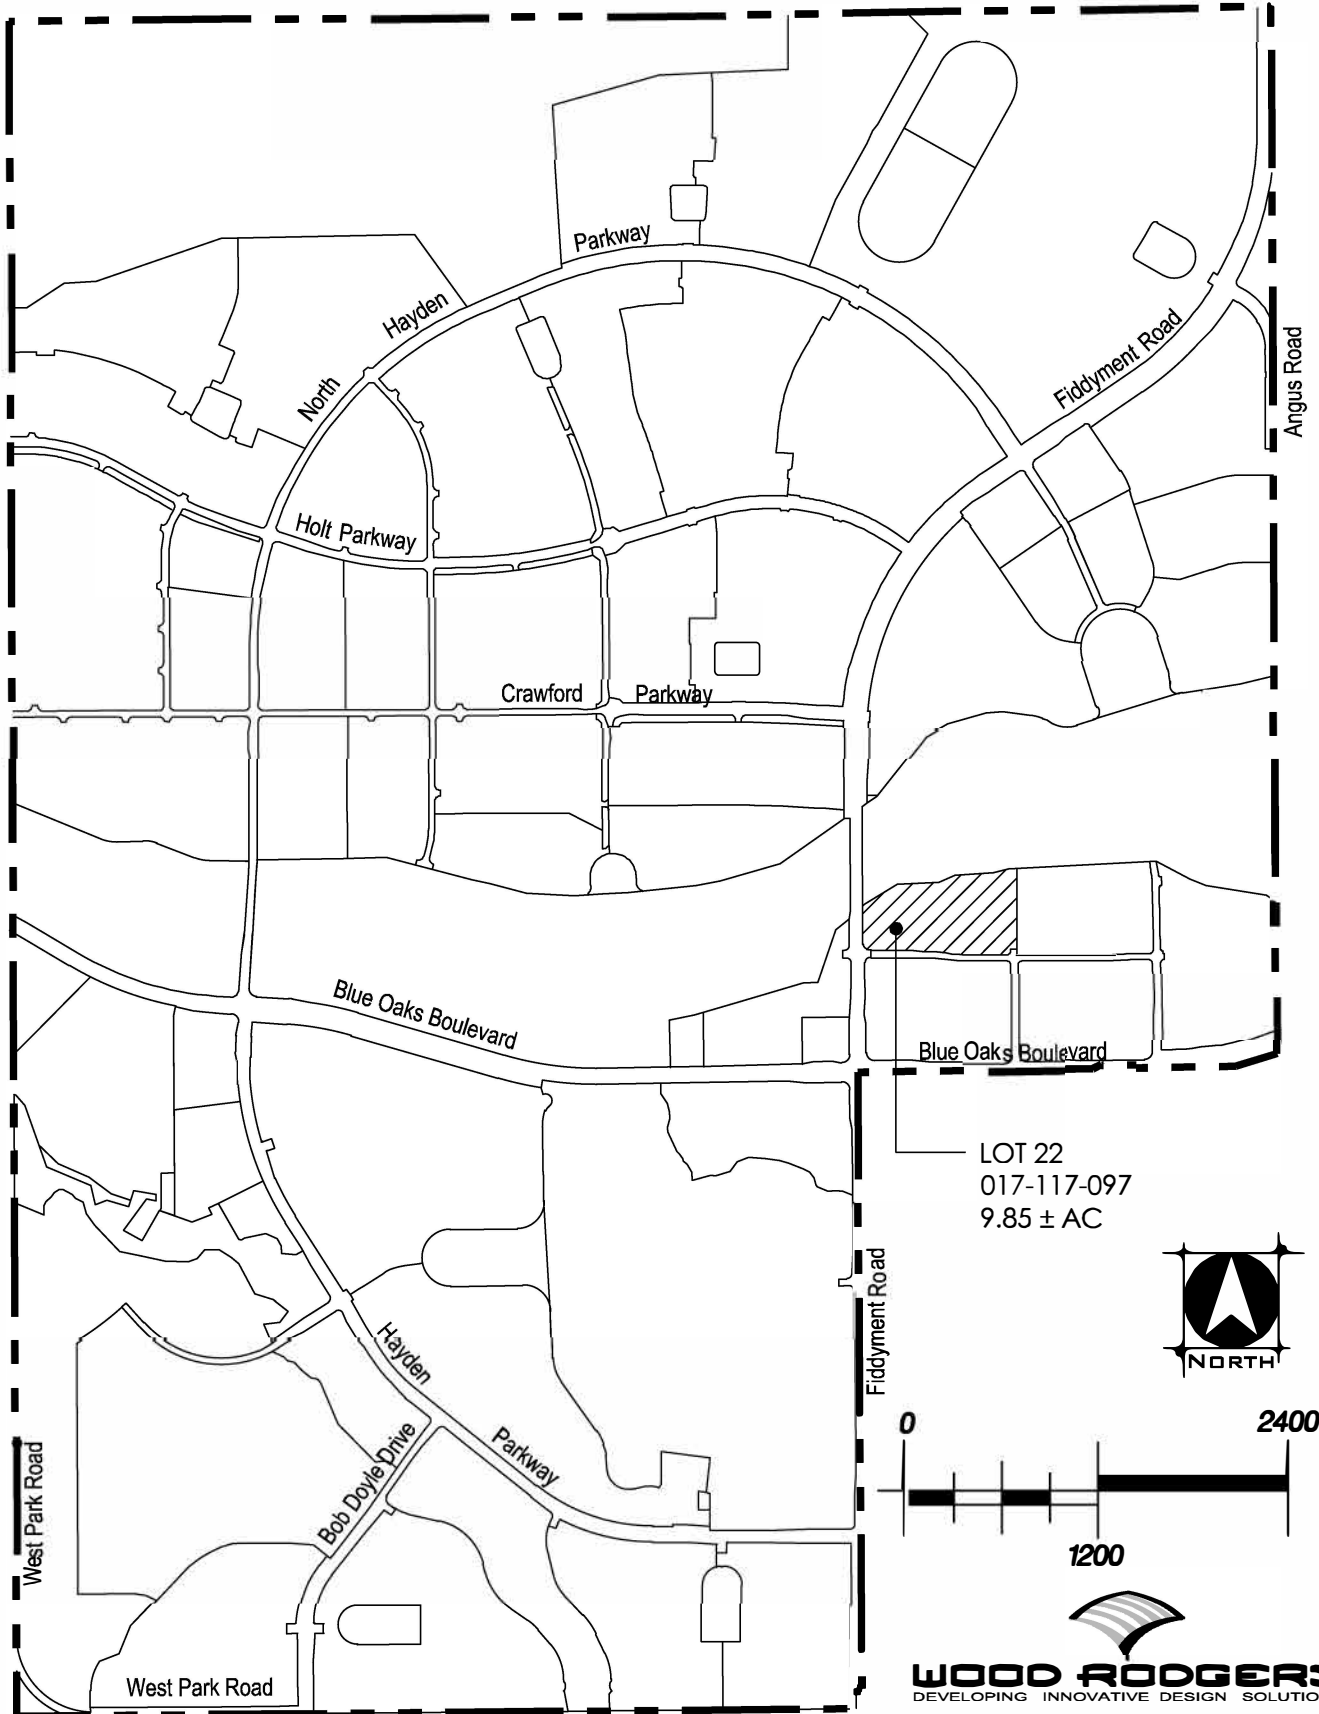 Parkway
Hayden
North
Fiddyment Road
Angus Road
Holt Parkway
Crawford Parkway
Blue Oaks Boulevard
Blue Oaks Boulevard
LOT 22
017-117-097
9.85 ± AC
Fiddyment Road
NORTH
Hayden
Parkway
Bob Doyle Drive
West Park Road
West Park Road
0 2400
1200
WOOD RODGERS
DEVELOPING INNOVATIVE DESIGN SOLUTIO